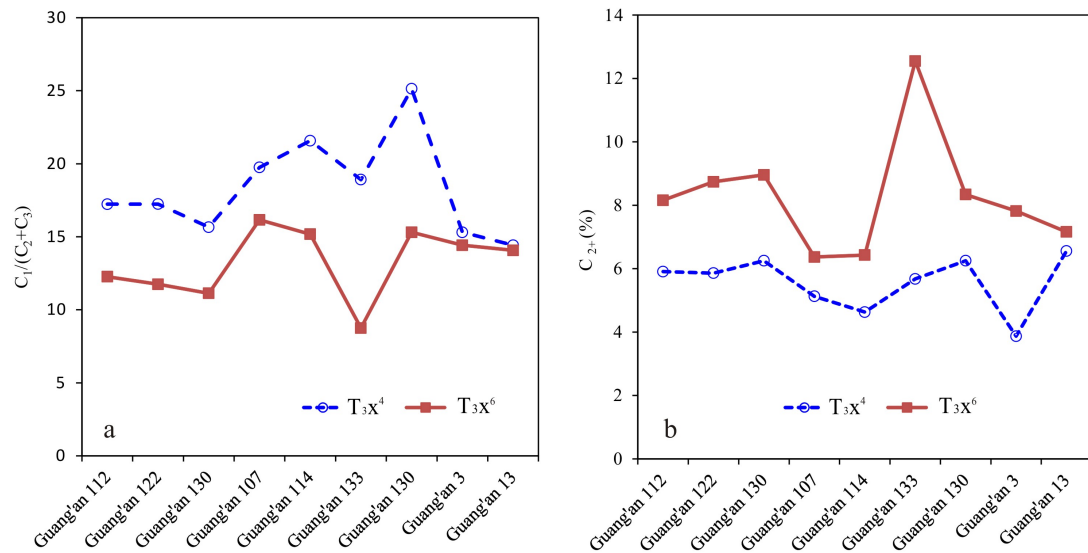 30
25
20
15
10
5
0
C₁/(C₂+C₃)
T₃x⁴ T₃x⁶
a
Guang'an 112
Guang'an 122
Guang'an 130
Guang'an 107
Guang'an 114
Guang'an 133
Guang'an 130
Guang'an 3
Guang'an 13
14
12
10
8
6
4
2
0
C₂₊(%)
T₃x⁴ T₃x⁶
b
Guang'an 112
Guang'an 122
Guang'an 130
Guang'an 107
Guang'an 114
Guang'an 133
Guang'an 130
Guang'an 3
Guang'an 13